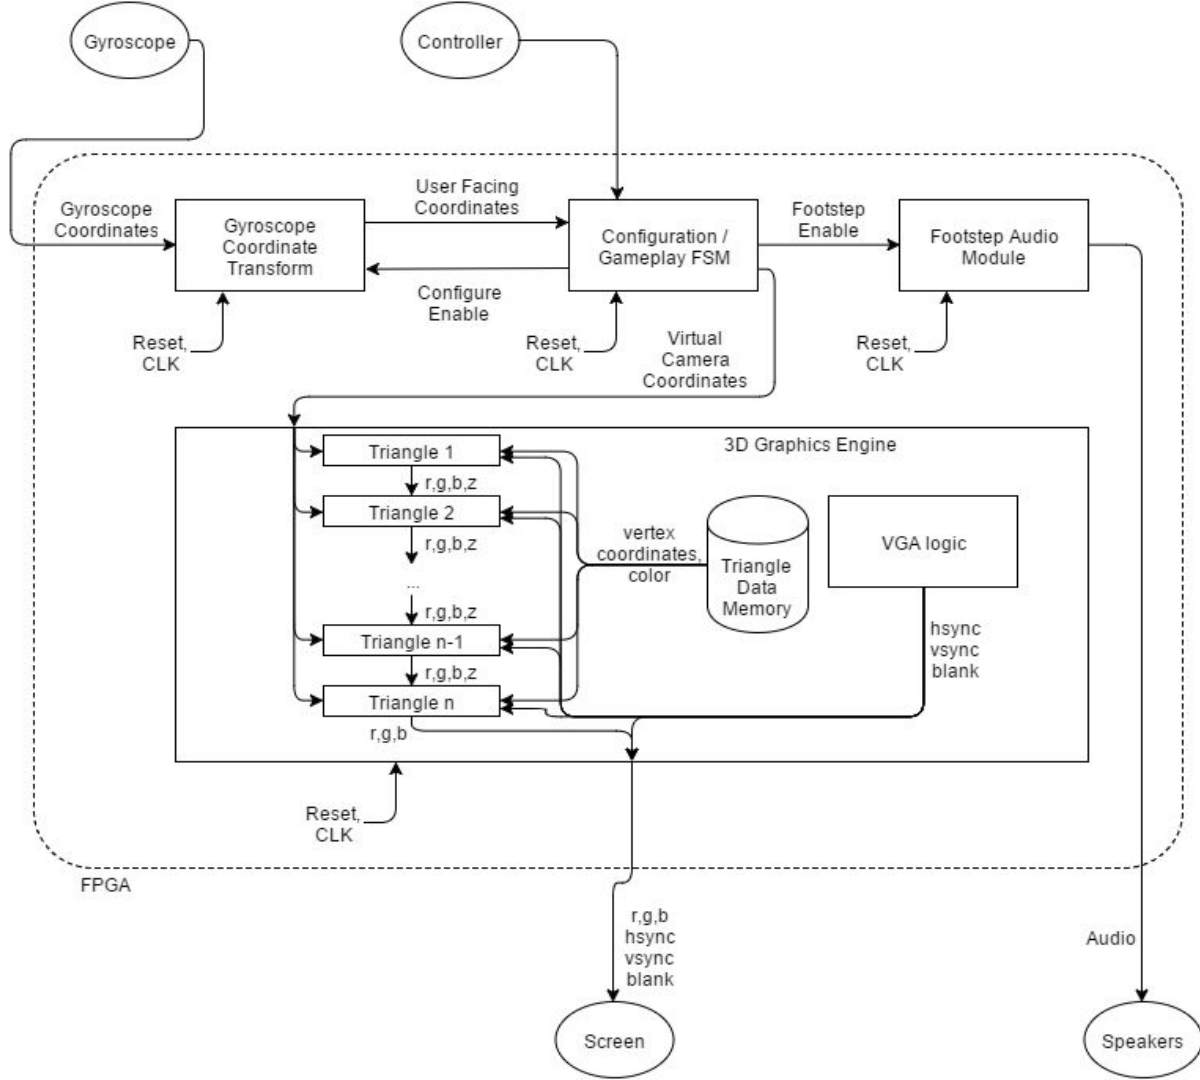 Gyroscope
Controller
Gyroscope
Coordinates
Gyroscope
Coordinate
Transform
User Facing
Coordinates
Configure
Enable
Configuration /
Gameplay FSM
Footstep
Enable
Footstep Audio
Module
Reset,
CLK
Reset,
CLK
Virtual
Camera
Coordinates
Reset,
CLK
3D Graphics Engine
Triangle 1
r,g,b,z
Triangle 2
r,g,b,z
...
r,g,b,z
Triangle n-1
r,g,b,z
Triangle n
r,g,b
vertex
coordinates,
color
Triangle
Data
Memory
VGA logic
hsync
vsync
blank
Reset,
CLK
FPGA
r,g,b
hsync
vsync
blank
Audio
Screen
Speakers